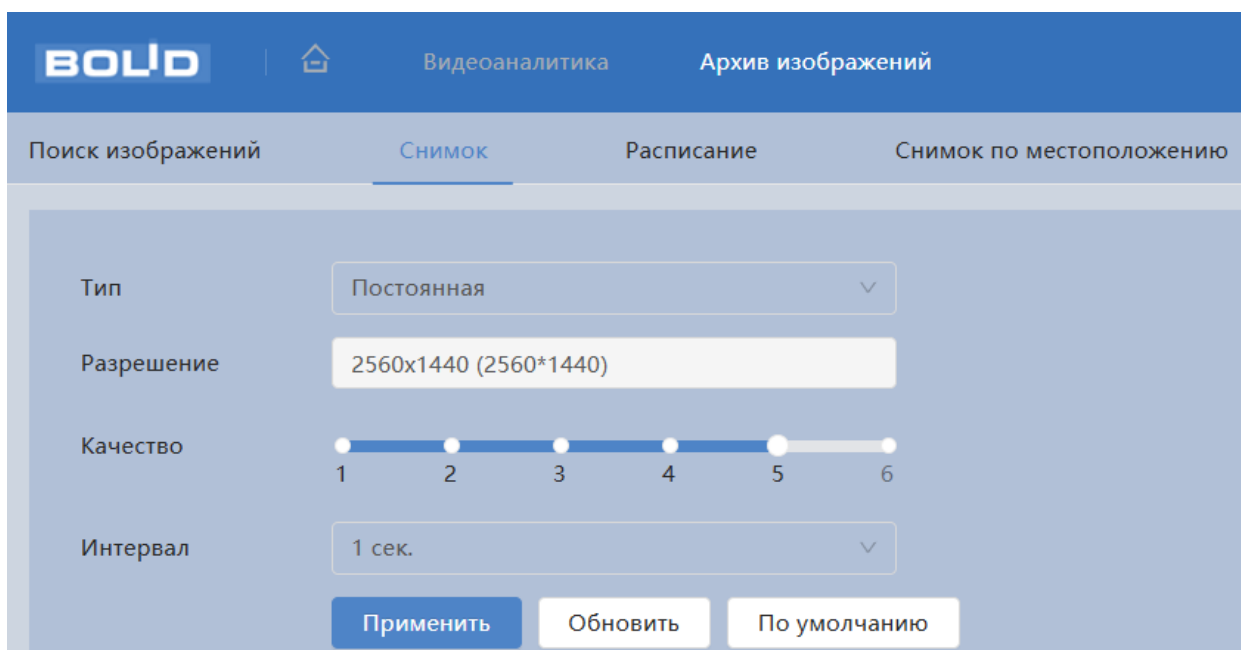 BOLID Видеоаналитика Архив изображений
Поиск изображений Снимок Расписание Снимок по местоположению
Тип Постоянная
Разрешение 2560x1440 (2560*1440)
Качество
1 2 3 4 5 6
Интервал 1 сек.
Применить Обновить По умолчанию